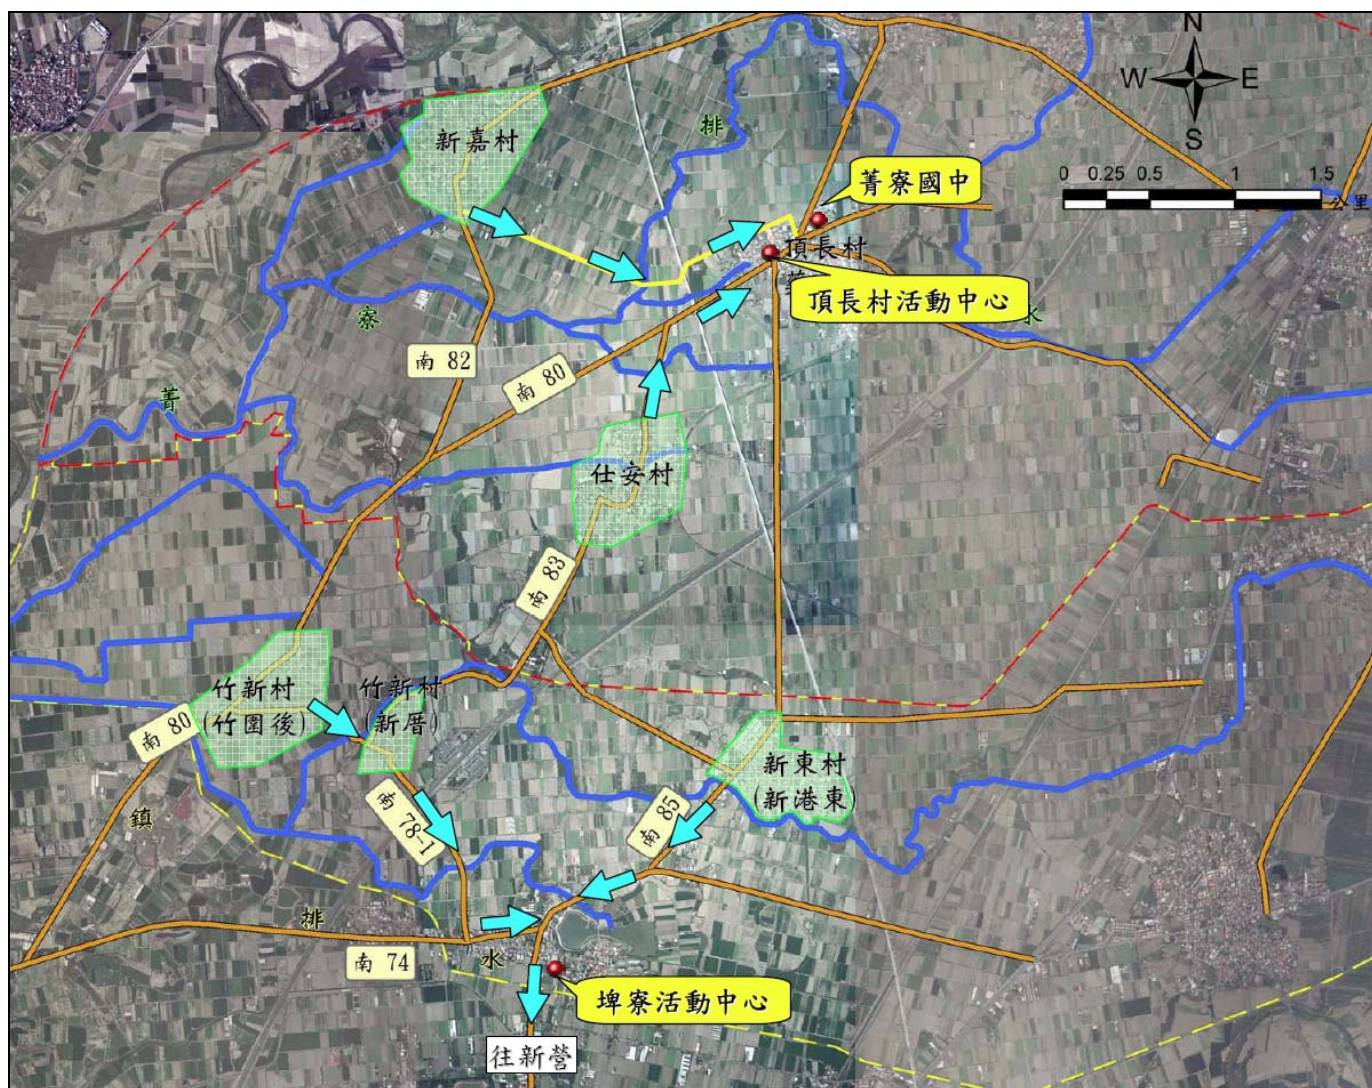 N
W E
S
0 0.25 0.5 1 1.5
公里
新嘉村
排
菁寮國中
頂長村
頂長村活動中心
水
寮
南 82
南 80
菁
仕安村
南 83
竹新村
(竹圍後)
竹新村
(新厝)
南 80
新東村
(新港東)
南 85
南 78-1
鎮
排
水
南 74
埤寮活動中心
往新營